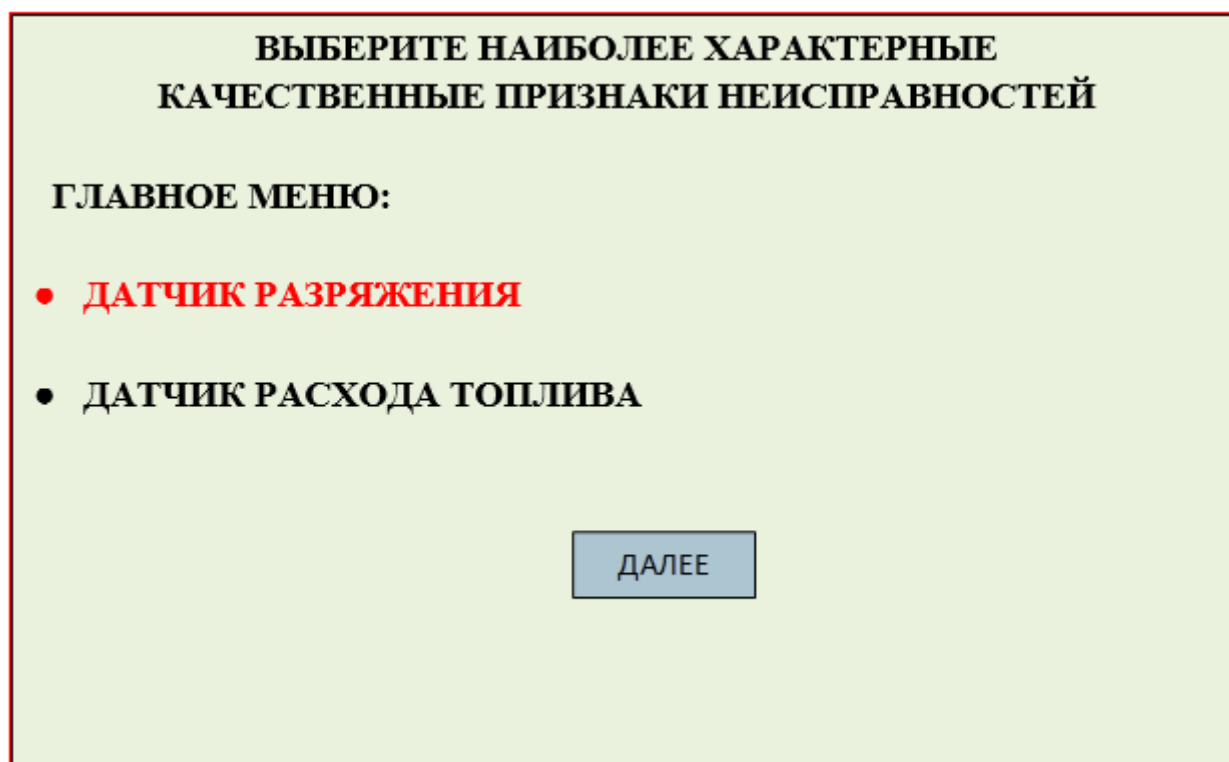 ВЫБЕРИТЕ НАИБОЛЕЕ ХАРАКТЕРНЫЕ
КАЧЕСТВЕННЫЕ ПРИЗНАКИ НЕИСПРАВНОСТЕЙ
ГЛАВНОЕ МЕНЮ:
• ДАТЧИК РАЗРЯЖЕНИЯ
• ДАТЧИК РАСХОДА ТОПЛИВА
ДАЛЕЕ